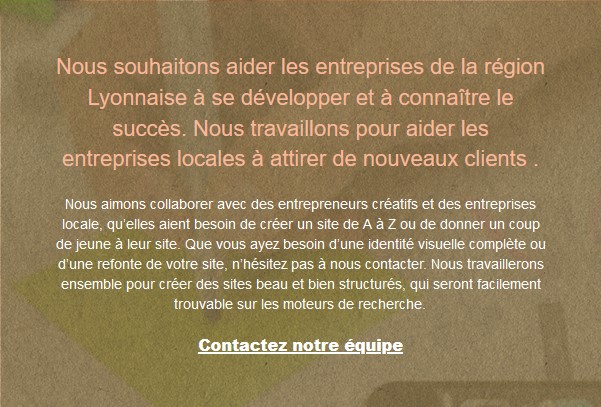 Nous souhaitons aider les entreprises de la région
Lyonnaise à se développer et à connaître le
succès. Nous travaillons pour aider les
entreprises locales à attirer de nouveaux clients .
Nous aimons collaborer avec des entrepreneurs créatifs et des entreprises
locale, qu’elles aient besoin de créer un site de A à Z ou de donner un coup
de jeune à leur site. Que vous ayez besoin d’une identité visuelle complète ou
d’une refonte de votre site, n’hésitez pas à nous contacter. Nous travaillerons
ensemble pour créer des sites beau et bien structurés, qui seront facilement
trouvable sur les moteurs de recherche.
Contactez notre équipe